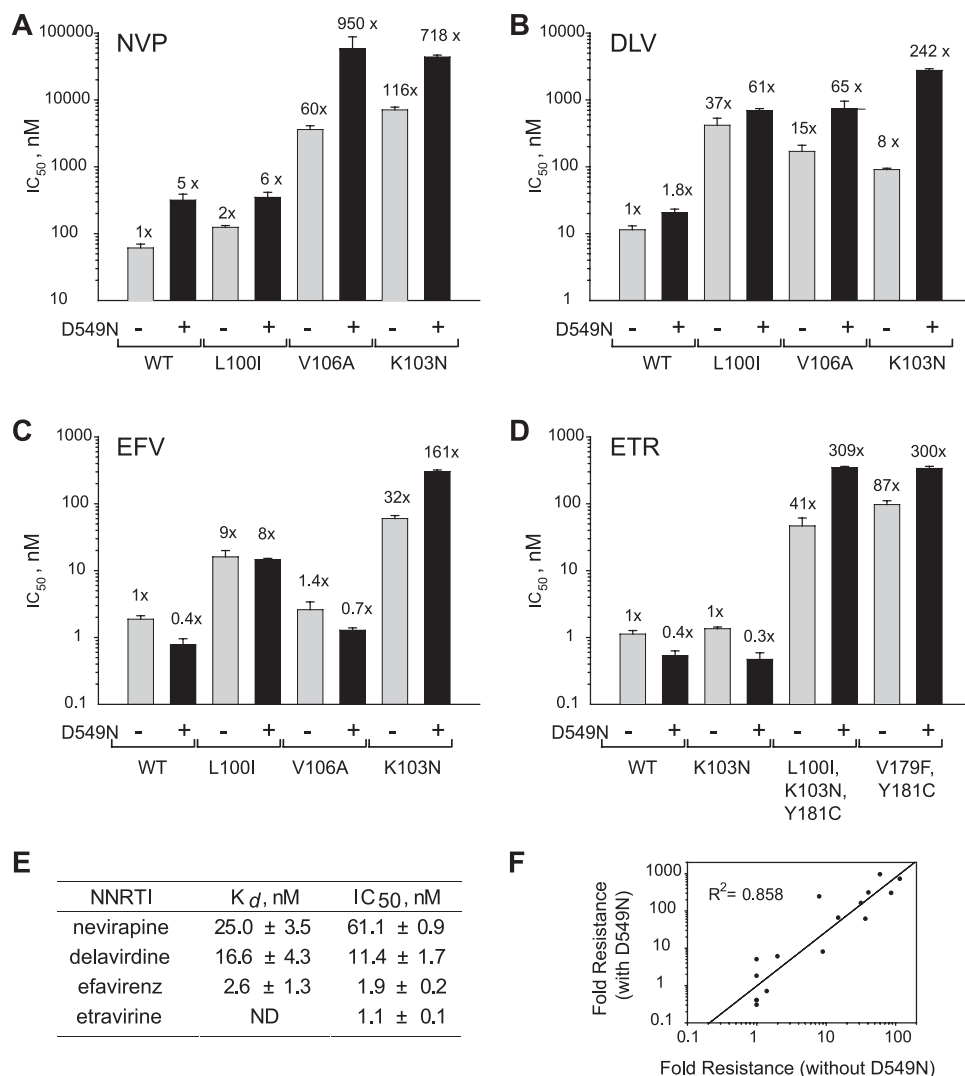 A
NVP
IC50, nM
100000
10000
1000
100
10
1x
5 x
2x
6 x
60x
950 x
116x
718 x
D549N - + - + - + - +
WT L100I V106A K103N
B
DLV
IC50, nM
10000
1000
100
10
1
1x
1.8x
37x
61x
15x
65 x
8 x
242 x
D549N - + - + - + - +
WT L100I V106A K103N
C
EFV
IC50, nM
1000
100
10
1
0.1
1x
0.4x
9x
8x
1.4x
0.7x
32x
161x
D549N - + - + - + - +
WT L100I V106A K103N
D
ETR
IC50, nM
1000
100
10
1
0.1
1x
0.4x
1x
0.3x
41x
309x
87x
300x
D549N - + - + - + - +
WT K103N L100I, V179F,
K103N, Y181C
Y181C
E
NNRTI Kd, nM IC50, nM
nevirapine 25.0 ± 3.5 61.1 ± 0.9
delavirdine 16.6 ± 4.3 11.4 ± 1.7
efavirenz 2.6 ± 1.3 1.9 ± 0.2
etravirine ND 1.1 ± 0.1
F
Fold Resistance
(with D549N)
1000
100
10
1
0.1
R2= 0.858
0.1 1 10 100
Fold Resistance (without D549N)